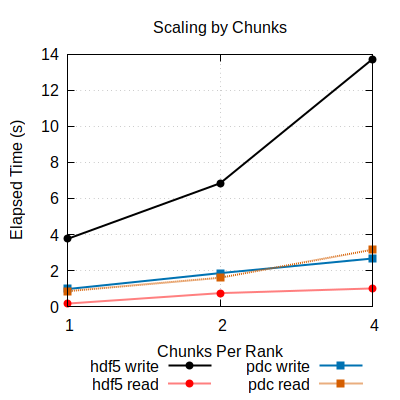 Scaling by Chunks
Elapsed Time (s)
14
12
10
8
6
4
2
0
1 2 4
Chunks Per Rank
hdf5 write pdc write
hdf5 read pdc read